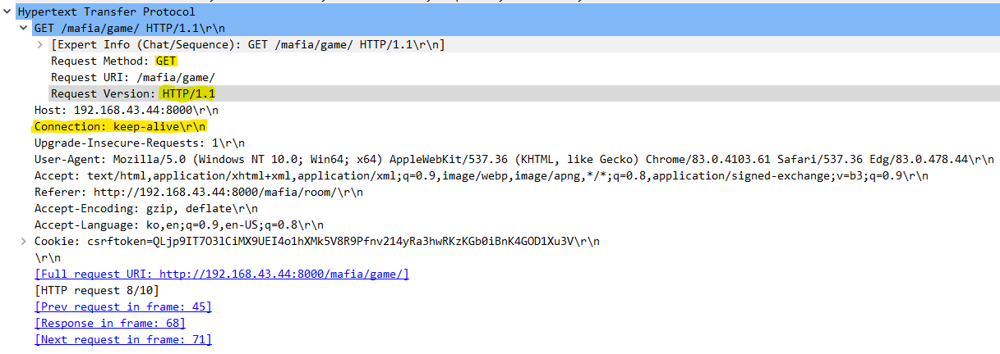 Hypertext Transfer Protocol
GET /mafia/game/ HTTP/1.1\r\n
[Expert Info (Chat/Sequence): GET /mafia/game/ HTTP/1.1\r\n]
Request Method: GET
Request URI: /mafia/game/
Request Version: HTTP/1.1
Host: 192.168.43.44:8000\r\n
Connection: keep-alive\r\n
Upgrade-Insecure-Requests: 1\r\n
User-Agent: Mozilla/5.0 (Windows NT 10.0; Win64; x64) AppleWebKit/537.36 (KHTML, like Gecko) Chrome/83.0.4103.61 Safari/537.36 Edg/83.0.478.44\r\n
Accept: text/html,application/xhtml+xml,application/xml;q=0.9,image/webp,image/apng,*/*;q=0.8,application/signed-exchange;v=b3;q=0.9\r\n
Referer: http://192.168.43.44:8000/mafia/room/\r\n
Accept-Encoding: gzip, deflate\r\n
Accept-Language: ko,en;q=0.9,en-US;q=0.8\r\n
Cookie: csrftoken=QLjp9IT7O3lCiMX9UEI4o1hXMk5V8R9Pfnv214yRa3hwRKzKGb0iBnK4GOD1Xu3V\r\n
\r\n
[Full request URI: http://192.168.43.44:8000/mafia/game/]
[HTTP request 8/10]
[Prev request in frame: 45]
[Response in frame: 68]
[Next request in frame: 71]